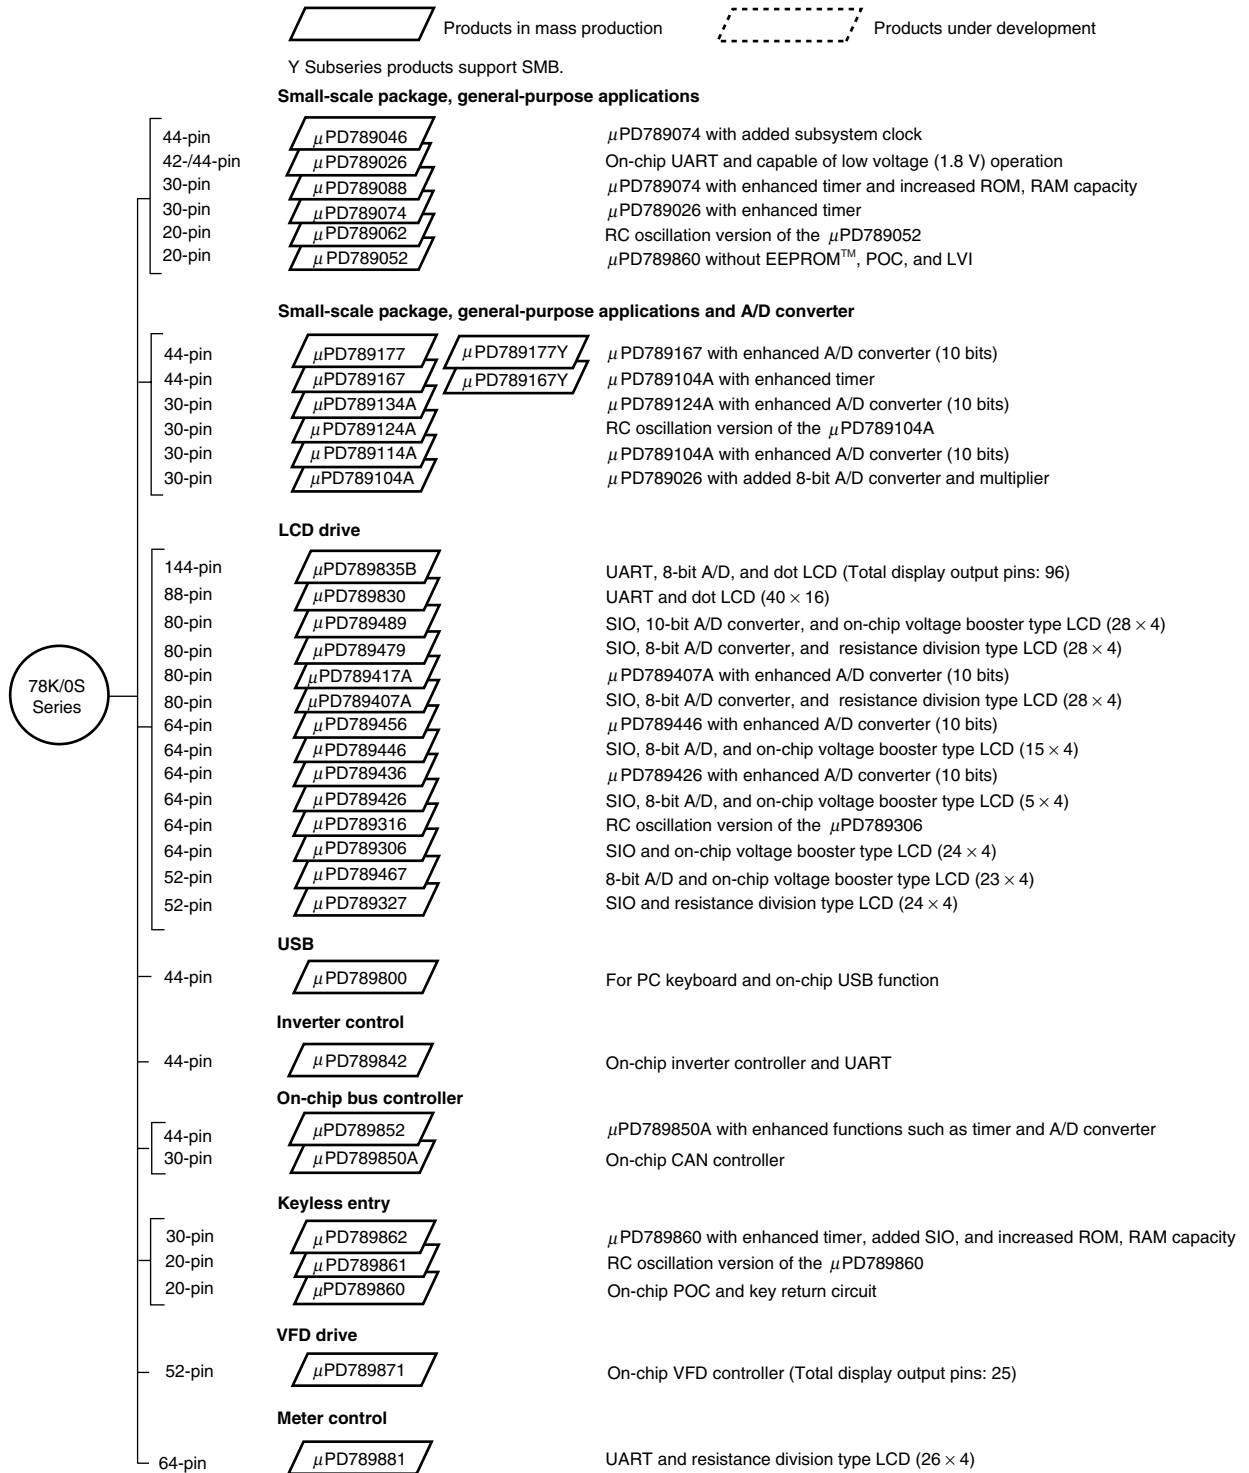 Products in mass production Products under development
Y Subseries products support SMB.
Small-scale package, general-purpose applications
44-pin μPD789046 μPD789074 with added subsystem clock
42-/44-pin μPD789026 On-chip UART and capable of low voltage (1.8 V) operation
30-pin μPD789088 μPD789074 with enhanced timer and increased ROM, RAM capacity
30-pin μPD789074 μPD789026 with enhanced timer
20-pin μPD789062 RC oscillation version of the μPD789052
20-pin μPD789052 μPD789860 without EEPROM™, POC, and LVI
Small-scale package, general-purpose applications and A/D converter
44-pin μPD789177 μPD789177Y μPD789167 with enhanced A/D converter (10 bits)
44-pin μPD789167 μPD789167Y μPD789104A with enhanced timer
30-pin μPD789134A μPD789124A with enhanced A/D converter (10 bits)
30-pin μPD789124A RC oscillation version of the μPD789104A
30-pin μPD789114A μPD789104A with enhanced A/D converter (10 bits)
30-pin μPD789104A μPD789026 with added 8-bit A/D converter and multiplier
LCD drive
144-pin μPD789835B UART, 8-bit A/D, and dot LCD (Total display output pins: 96)
88-pin μPD789830 UART and dot LCD (40 × 16)
80-pin μPD789489 SIO, 10-bit A/D converter, and on-chip voltage booster type LCD (28 × 4)
80-pin μPD789479 SIO, 8-bit A/D converter, and resistance division type LCD (28 × 4)
80-pin μPD789417A μPD789407A with enhanced A/D converter (10 bits)
80-pin μPD789407A SIO, 8-bit A/D converter, and resistance division type LCD (28 × 4)
64-pin μPD789456 μPD789446 with enhanced A/D converter (10 bits)
64-pin μPD789446 SIO, 8-bit A/D, and on-chip voltage booster type LCD (15 × 4)
64-pin μPD789436 μPD789426 with enhanced A/D converter (10 bits)
64-pin μPD789426 SIO, 8-bit A/D, and on-chip voltage booster type LCD (5 × 4)
64-pin μPD789316 RC oscillation version of the μPD789306
64-pin μPD789306 SIO and on-chip voltage booster type LCD (24 × 4)
52-pin μPD789467 8-bit A/D and on-chip voltage booster type LCD (23 × 4)
52-pin μPD789327 SIO and resistance division type LCD (24 × 4)
78K/0S
Series
USB
44-pin μPD789800 For PC keyboard and on-chip USB function
Inverter control
44-pin μPD789842 On-chip inverter controller and UART
On-chip bus controller
44-pin μPD789852 μPD789850A with enhanced functions such as timer and A/D converter
30-pin μPD789850A On-chip CAN controller
Keyless entry
30-pin μPD789862 μPD789860 with enhanced timer, added SIO, and increased ROM, RAM capacity
20-pin μPD789861 RC oscillation version of the μPD789860
20-pin μPD789860 On-chip POC and key return circuit
VFD drive
52-pin μPD789871 On-chip VFD controller (Total display output pins: 25)
Meter control
64-pin μPD789881 UART and resistance division type LCD (26 × 4)